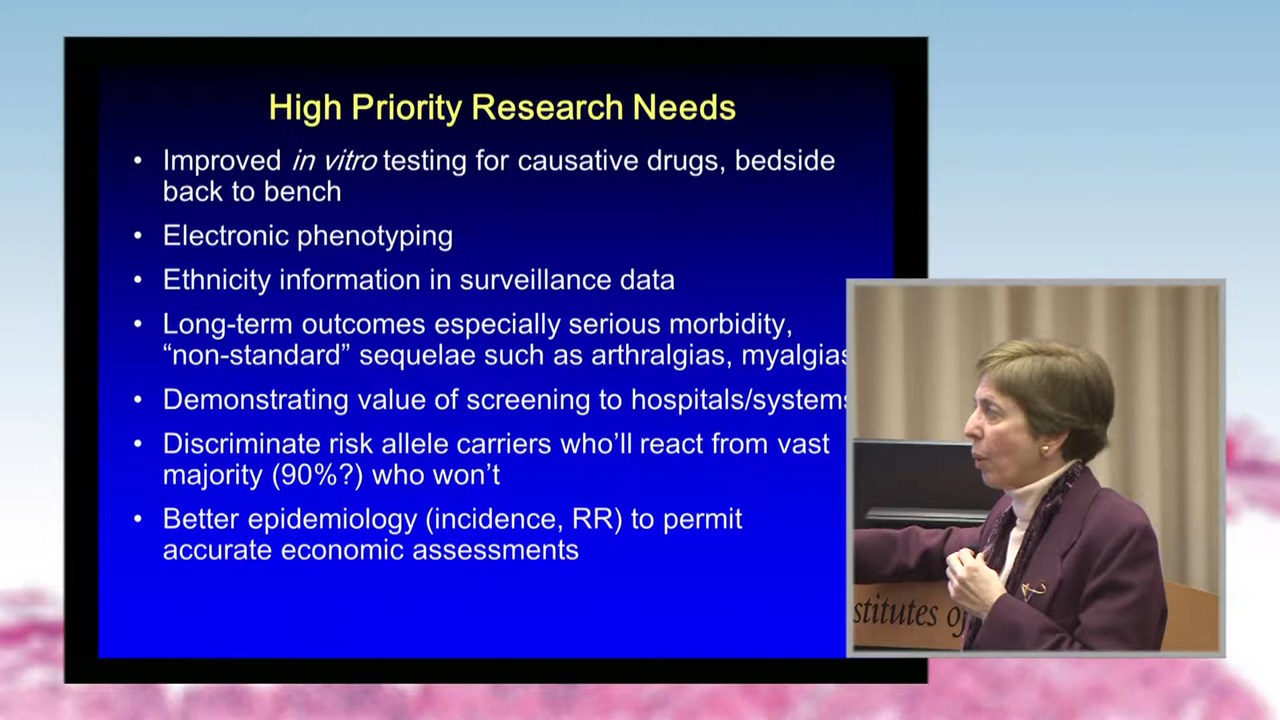 High Priority Research Needs
• Improved in vitro testing for causative drugs, bedside
back to bench
• Electronic phenotyping
• Ethnicity information in surveillance data
• Long-term outcomes especially serious morbidity,
“non-standard” sequelae such as arthralgias, myalgias
• Demonstrating value of screening to hospitals/systems
• Discriminate risk allele carriers who’ll react from vast
majority (90%?) who won’t
• Better epidemiology (incidence, RR) to permit
accurate economic assessments
stitutes of